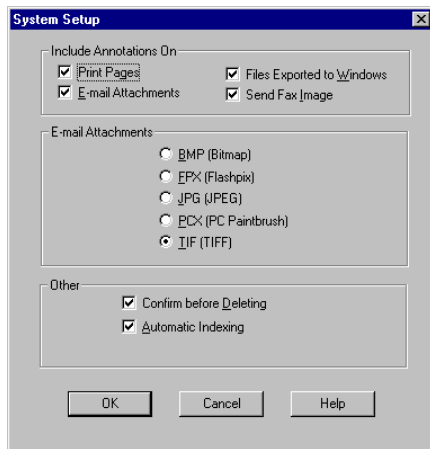 System Setup
Include Annotations On
Print Pages
Files Exported to Windows
E-mail Attachments
Send Fax Image
E-mail Attachments
BMP (Bitmap)
FPX (Flashpix)
JPG (JPEG)
PCX (PC Paintbrush)
TIF (TIFF)
Other
Confirm before Deleting
Automatic Indexing
OK
Cancel
Help